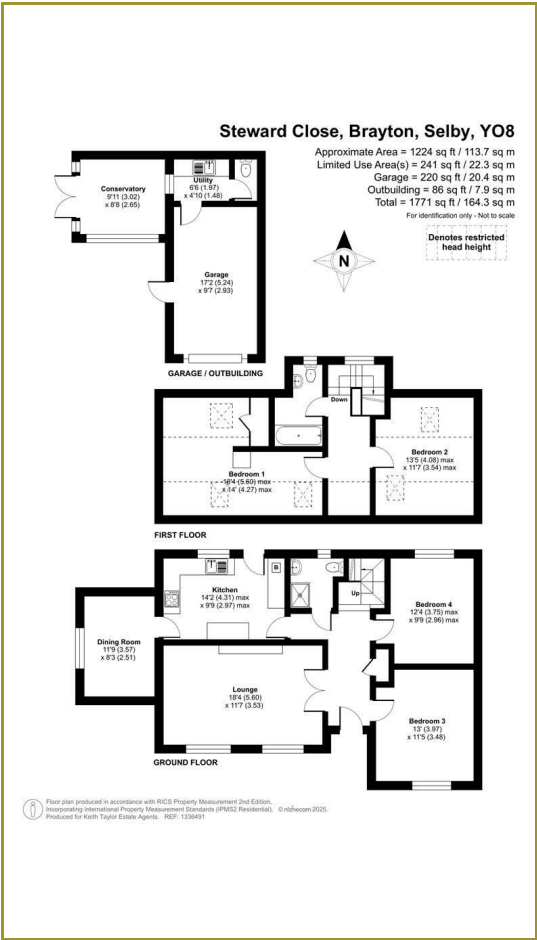 Steward Close, Brayton, Selby, YO8
Approximate Area = 1224 sq ft / 113.7 sq m
Limited Use Area(s) = 241 sq ft / 22.3 sq m
Garage = 220 sq ft / 20.4 sq m
Outbuilding = 86 sq ft / 7.9 sq m
Total = 1771 sq ft / 164.3 sq m
For identification only - Not to scale
Denotes restricted
head height
N
Conservatory
9'11 (3.02)
x 8'8 (2.65)
Utility
6'6 (1.97)
x 4'10 (1.48)
Garage
17'2 (5.24)
x 9'7 (2.93)
GARAGE / OUTBUILDING
Down
Bedroom 1
18'4 (5.60) max
x 14' (4.27) max
Bedroom 2
13'5 (4.08) max
x 11'7 (3.54) max
FIRST FLOOR
Kitchen
14'2 (4.31) max
x 9'9 (2.97) max
B
Up
Bedroom 4
12'4 (3.75) max
x 9'9 (2.96) max
Dining Room
11'9 (3.57)
x 8'3 (2.51)
Lounge
18'4 (5.60)
x 11'7 (3.53)
Bedroom 3
13' (3.97)
x 11'5 (3.48)
GROUND FLOOR
Floor plan produced in accordance with RICS Property Measurement 2nd Edition,
Incorporating International Property Measurement Standards (IPMS2 Residential). © nichecom 2025.
Produced for Keith Taylor Estate Agents. REF: 1336491